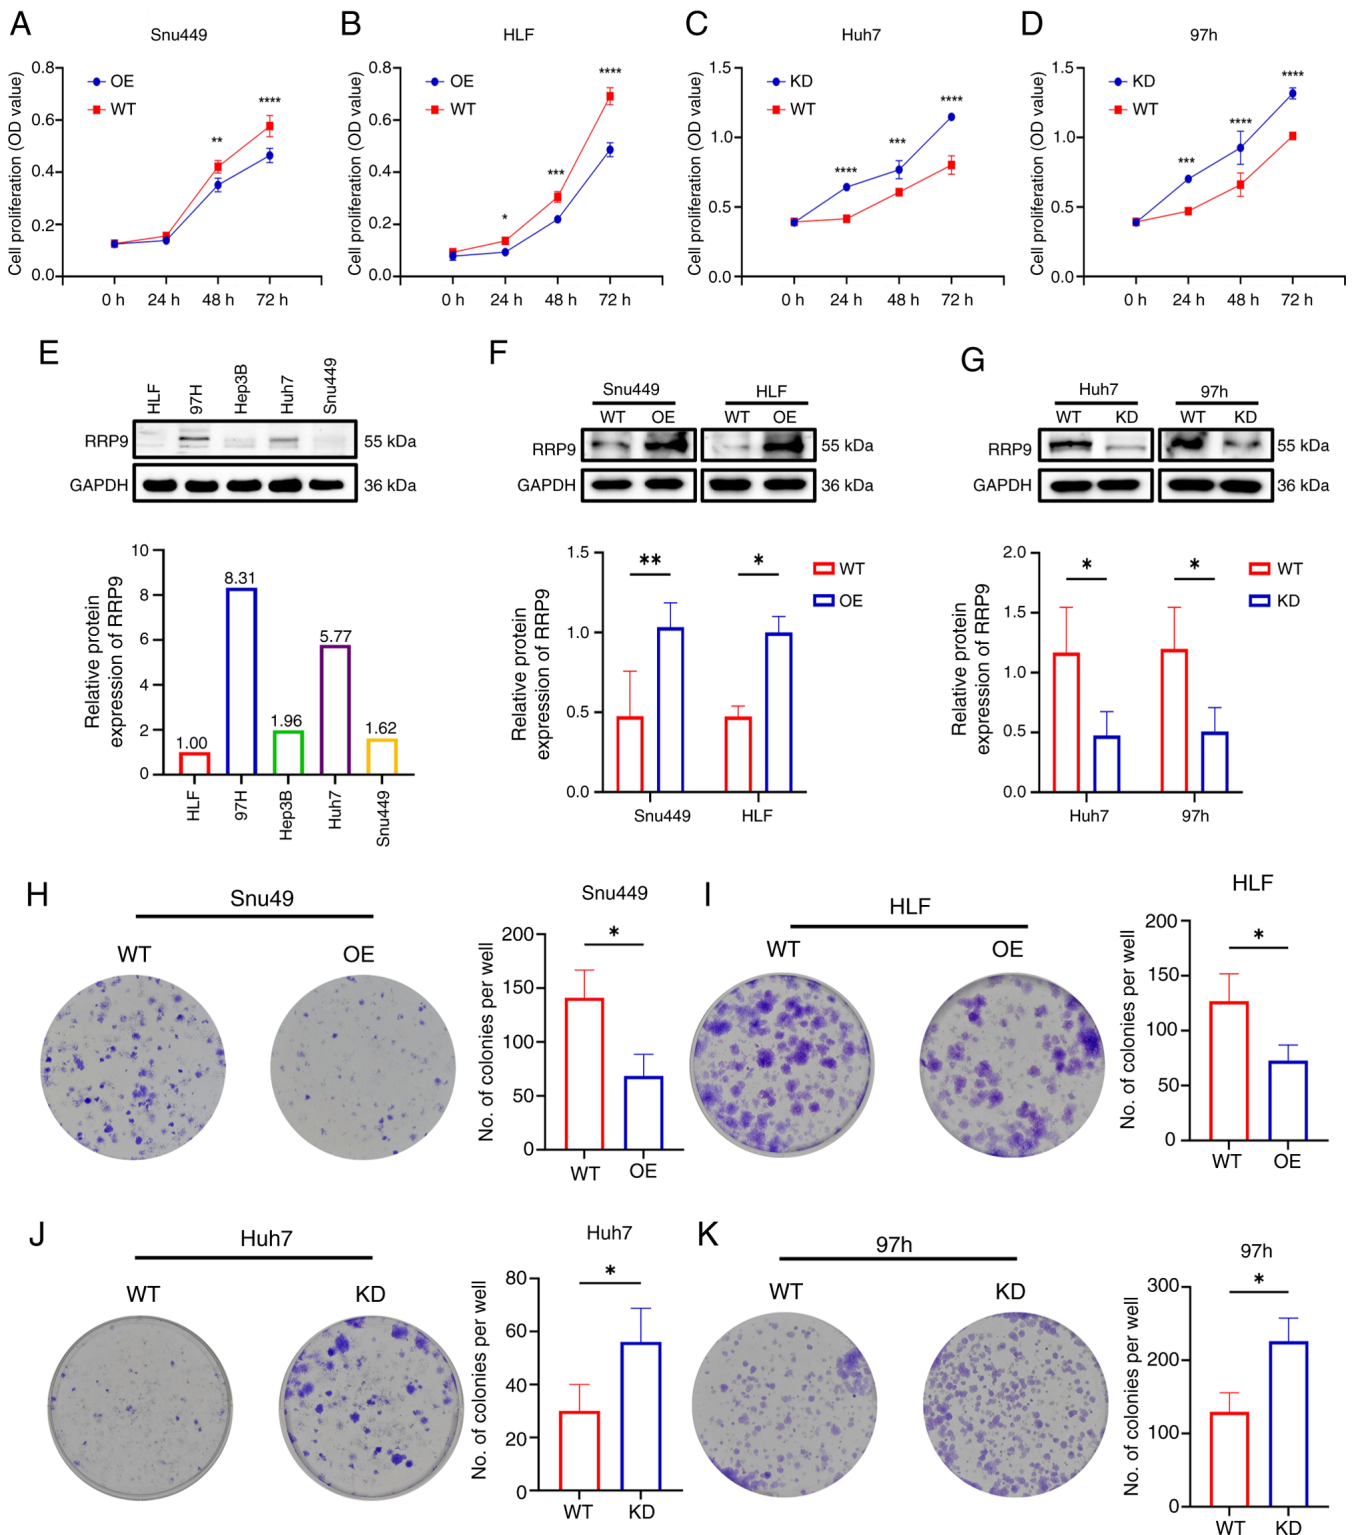 A
Snu449
Cell proliferation (OD value)
0.8
0.6
0.4
0.2
0.0
OE
WT
**
****
0 h 24 h 48 h 72 h
B
HLF
Cell proliferation (OD value)
0.8
0.6
0.4
0.2
0.0
OE
WT
*
***
****
0 h 24 h 48 h 72 h
C
Huh7
Cell proliferation (OD value)
1.5
1.0
0.5
0.0
KD
WT
****
***
****
0 h 24 h 48 h 72 h
D
97h
Cell proliferation (OD value)
1.5
1.0
0.5
0.0
KD
WT
***
****
****
0 h 24 h 48 h 72 h
E
HLF 97H Hep3B Huh7 Snu449
RRP9 55 kDa
GAPDH 36 kDa
Relative protein
expression of RRP9
10
8
6
4
2
0
1.00 8.31 1.96 5.77 1.62
HLF 97H Hep3B Huh7 Snu449
F
Snu449 HLF
WT OE WT OE
RRP9 55 kDa
GAPDH 36 kDa
Relative protein
expression of RRP9
1.5
1.0
0.5
0.0
** *
WT
OE
Snu449 HLF
G
Huh7 97h
WT KD WT KD
RRP9 55 kDa
GAPDH 36 kDa
Relative protein
expression of RRP9
2.0
1.5
1.0
0.5
0.0
* *
WT
KD
Huh7 97h
H
Snu49
WT OE
Snu449
No. of colonies per well
200
150
100
50
0
*
WT OE
I
HLF
WT OE
HLF
No. of colonies per well
200
150
100
50
0
*
WT OE
J
Huh7
WT KD
Huh7
No. of colonies per well
80
60
40
20
0
*
WT KD
K
97h
WT KD
97h
No. of colonies per well
300
200
100
0
*
WT KD